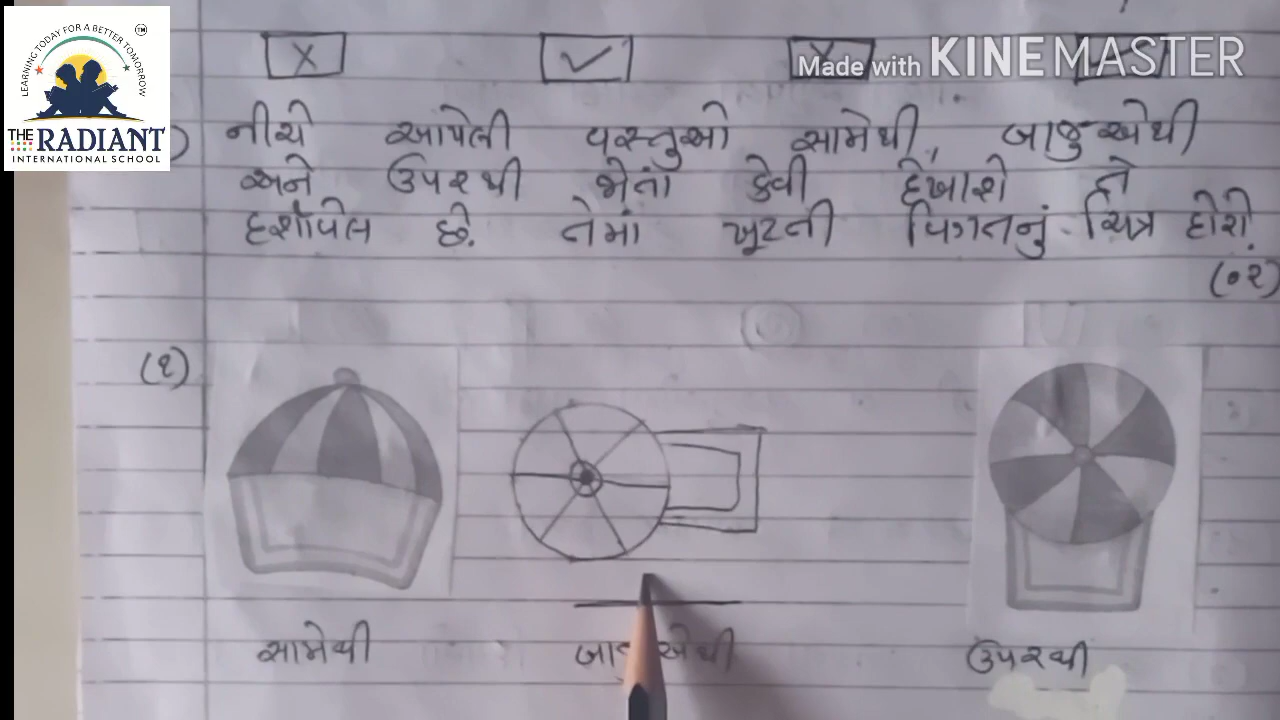 LEARNING TODAY FOR A BETTER TOMORROW
TM
THE RADIANT
INTERNATIONAL SCHOOL
Made with KINEMASTER
નીચે આપેલી વસ્તુઓ સામેથી, બાજુએથી
અને ઉપરથી જોતાં કેવી દેખાશે તે
દર્શાવેલ છે. તેમાં ખૂટતી વિગતનું ચિત્ર દોરો.
(૦૨)
(૧)
સામેથી
ઉપરથી